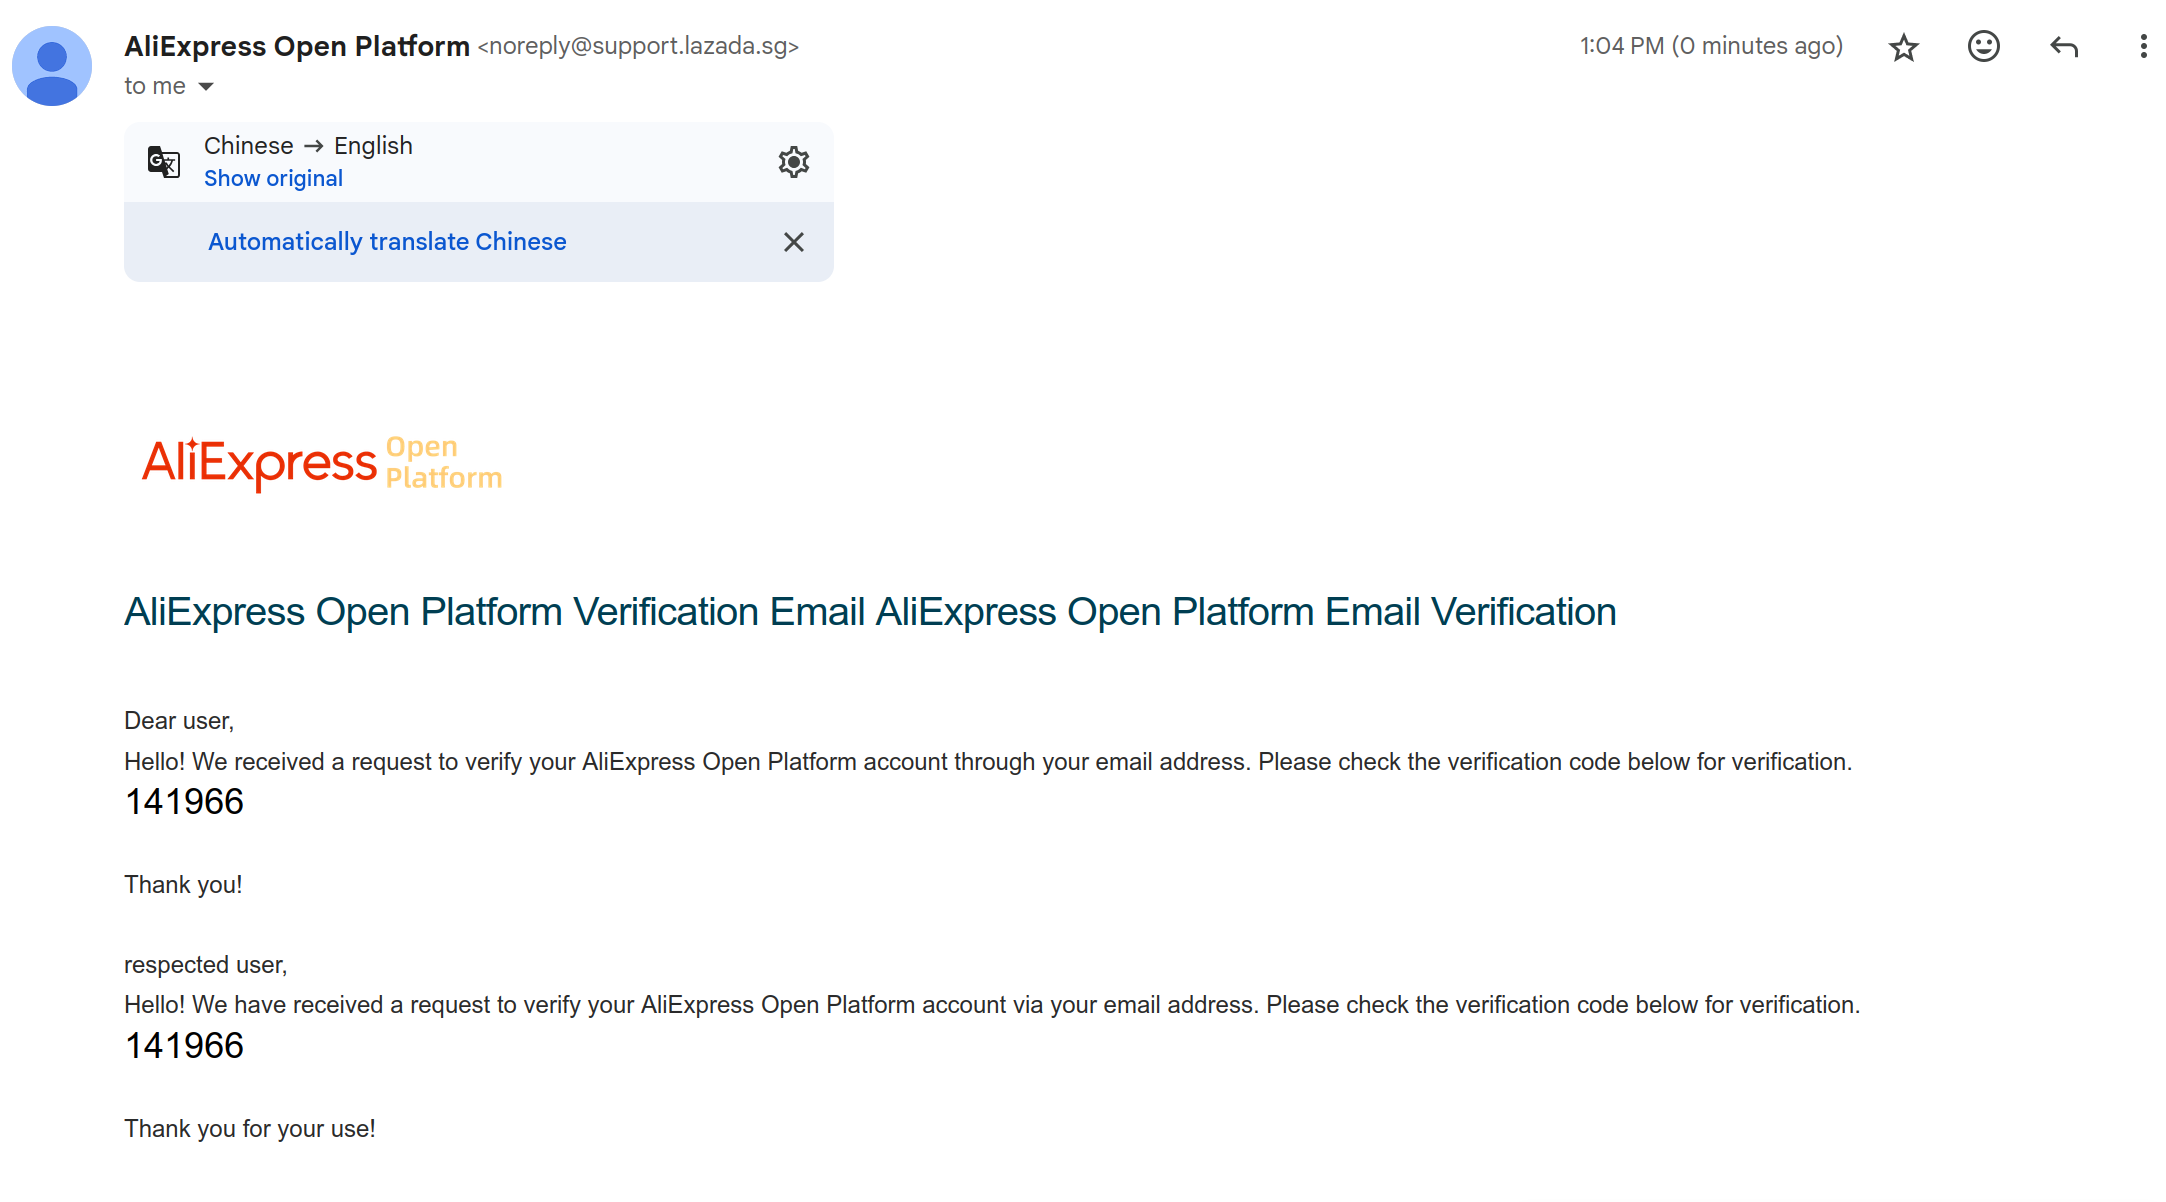 AliExpress Open Platform <noreply@support.lazada.sg>
1:04 PM (0 minutes ago)
to me
Chinese → English
Show original
Automatically translate Chinese
AliExpress Open Platform
AliExpress Open Platform Verification Email AliExpress Open Platform Email Verification
Dear user,
Hello! We received a request to verify your AliExpress Open Platform account through your email address. Please check the verification code below for verification.
141966
Thank you!
respected user,
Hello! We have received a request to verify your AliExpress Open Platform account via your email address. Please check the verification code below for verification.
141966
Thank you for your use!